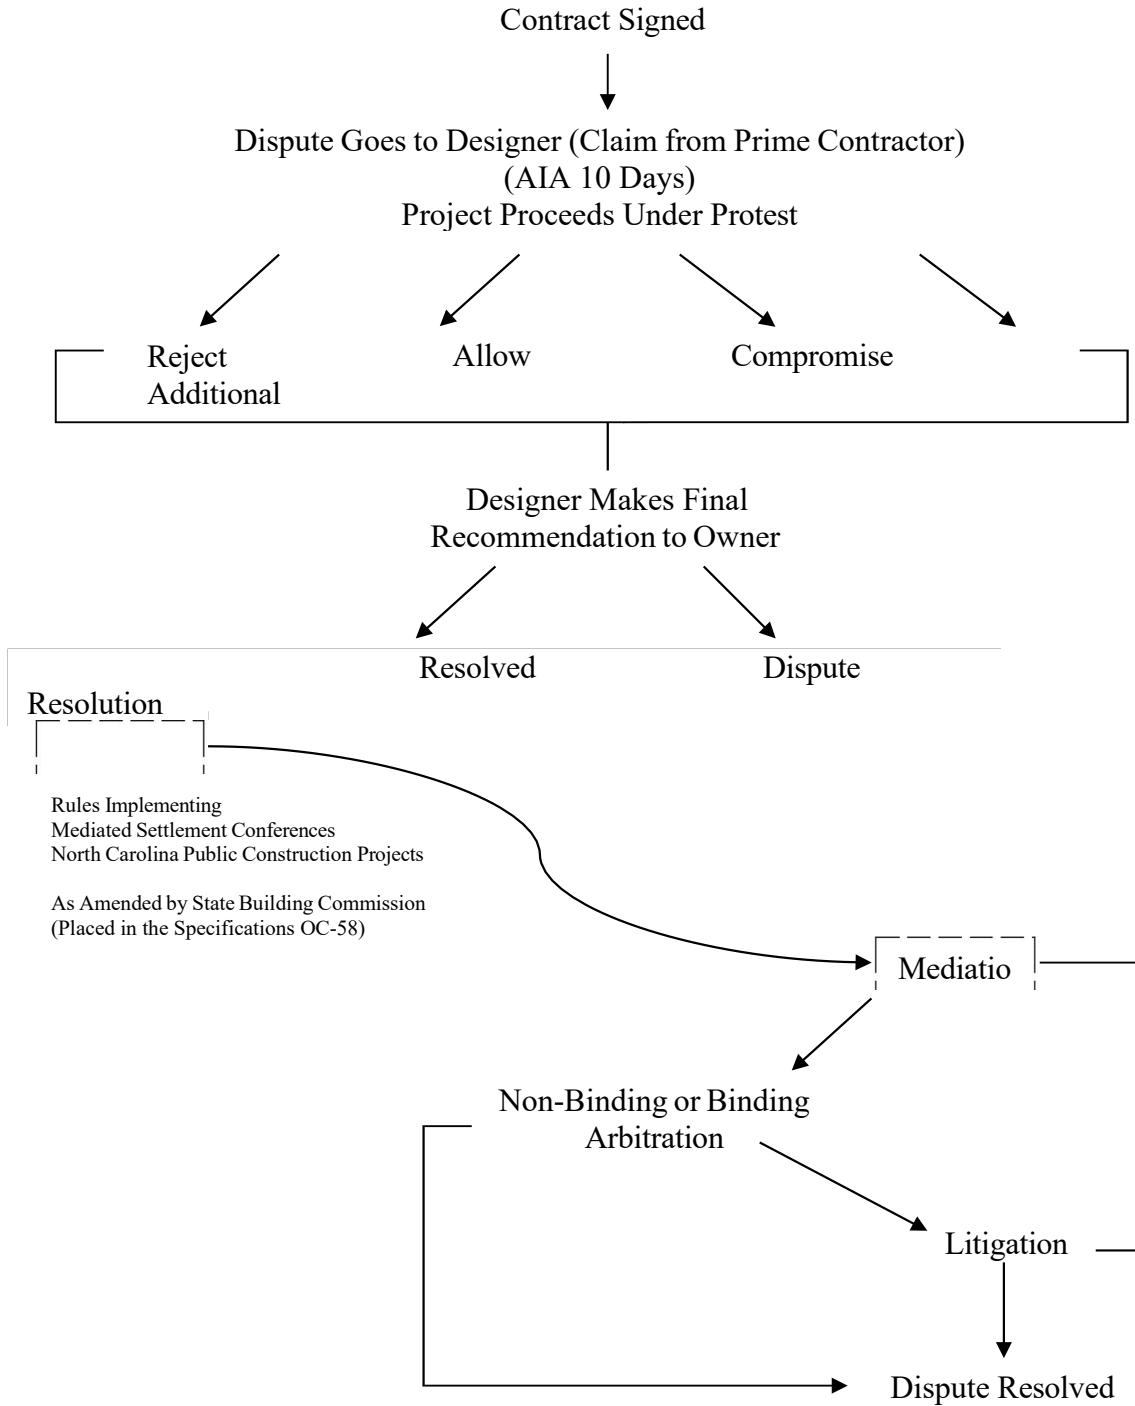 Contract Signed
Dispute Goes to Designer (Claim from Prime Contractor)
(AIA 10 Days)
Project Proceeds Under Protest
Reject Allow Compromise
Additional
Designer Makes Final
Recommendation to Owner
Resolved Dispute
Resolution
Rules Implementing
Mediated Settlement Conferences
North Carolina Public Construction Projects
As Amended by State Building Commission
(Placed in the Specifications OC-58)
Mediatio
Non-Binding or Binding
Arbitration
Litigation
Dispute Resolved